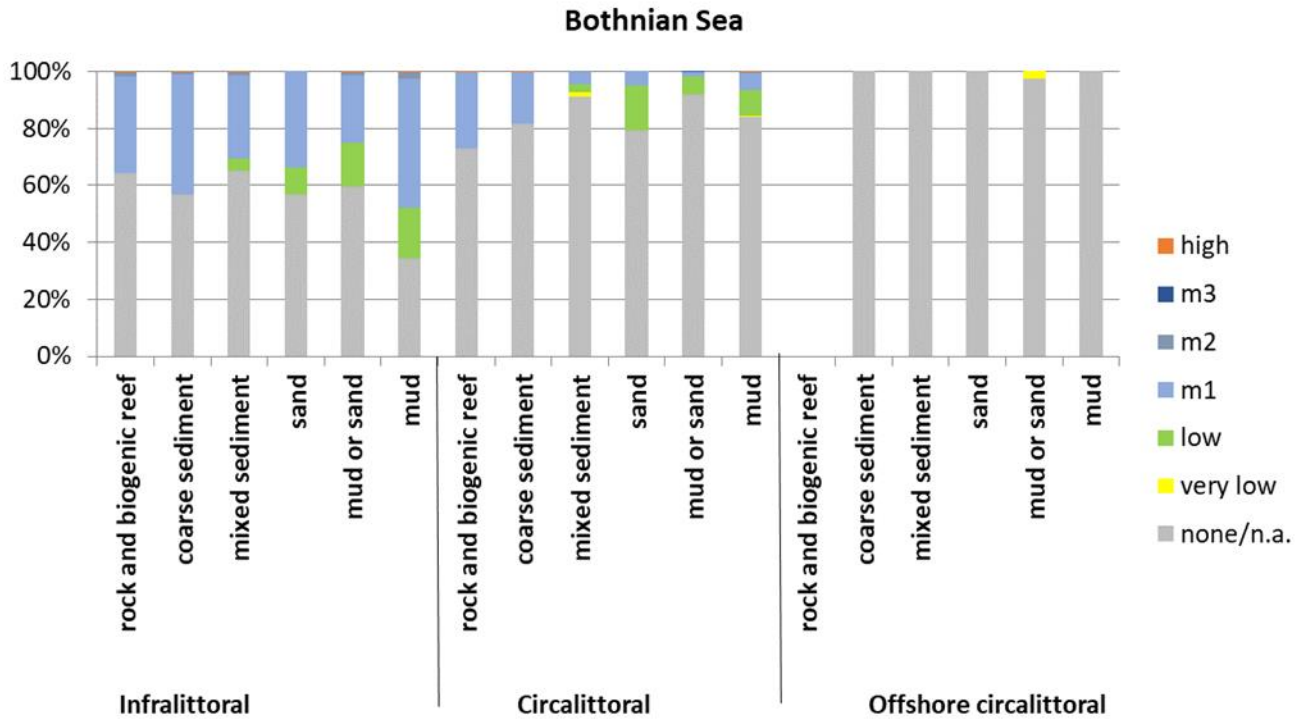 Bothnian Sea
100%
80%
60%
40%
20%
0%
rock and biogenic reef
coarse sediment
mixed sediment
sand
mud or sand
mud
rock and biogenic reef
coarse sediment
mixed sediment
sand
mud or sand
mud
rock and biogenic reef
coarse sediment
mixed sediment
sand
mud or sand
mud
Infralittoral
Circalittoral
Offshore circalittoral
high
m3
m2
m1
low
very low
none/n.a.